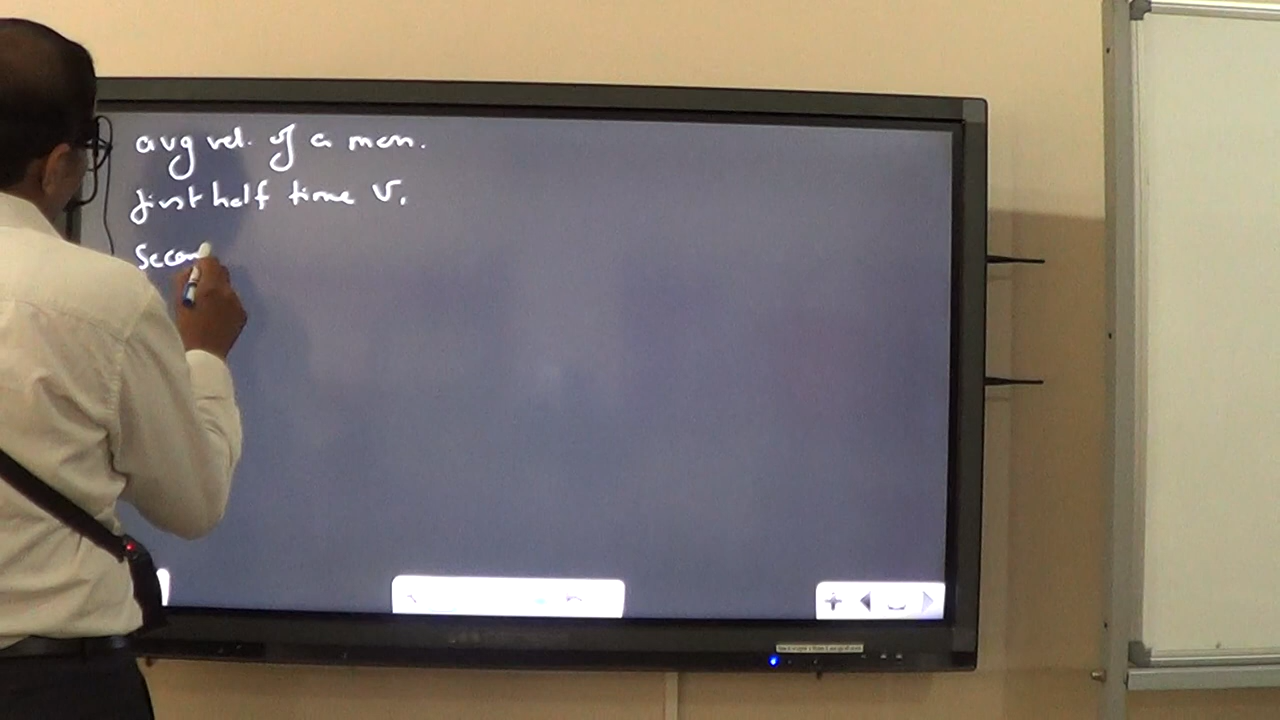 avg vel. of a man.
first half time V,
Secon